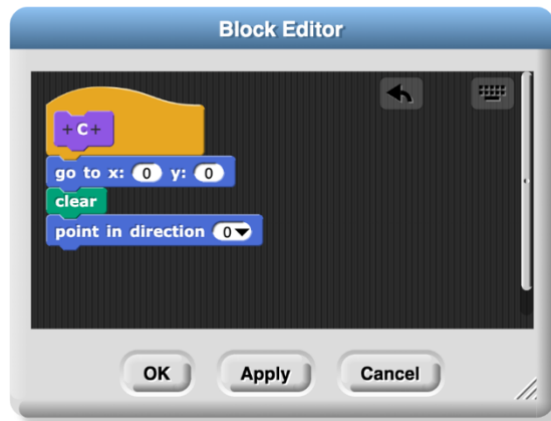 Block Editor
+ C +
go to x: 0 y: 0
clear
point in direction 0
OK Apply Cancel